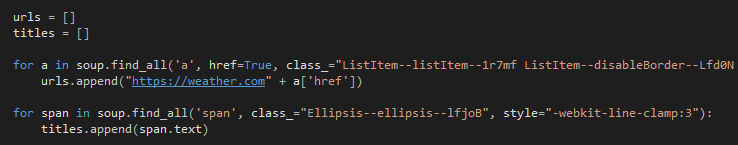 urls = []
titles = []
for a in soup.find_all('a', href=True, class_="ListItem--listItem--1r7mf ListItem--disableBorder--Lfd0N
urls.append("https://weather.com" + a['href'])
for span in soup.find_all('span', class_="Ellipsis--ellipsis--lfjoB", style="-webkit-line-clamp:3"):
titles.append(span.text)